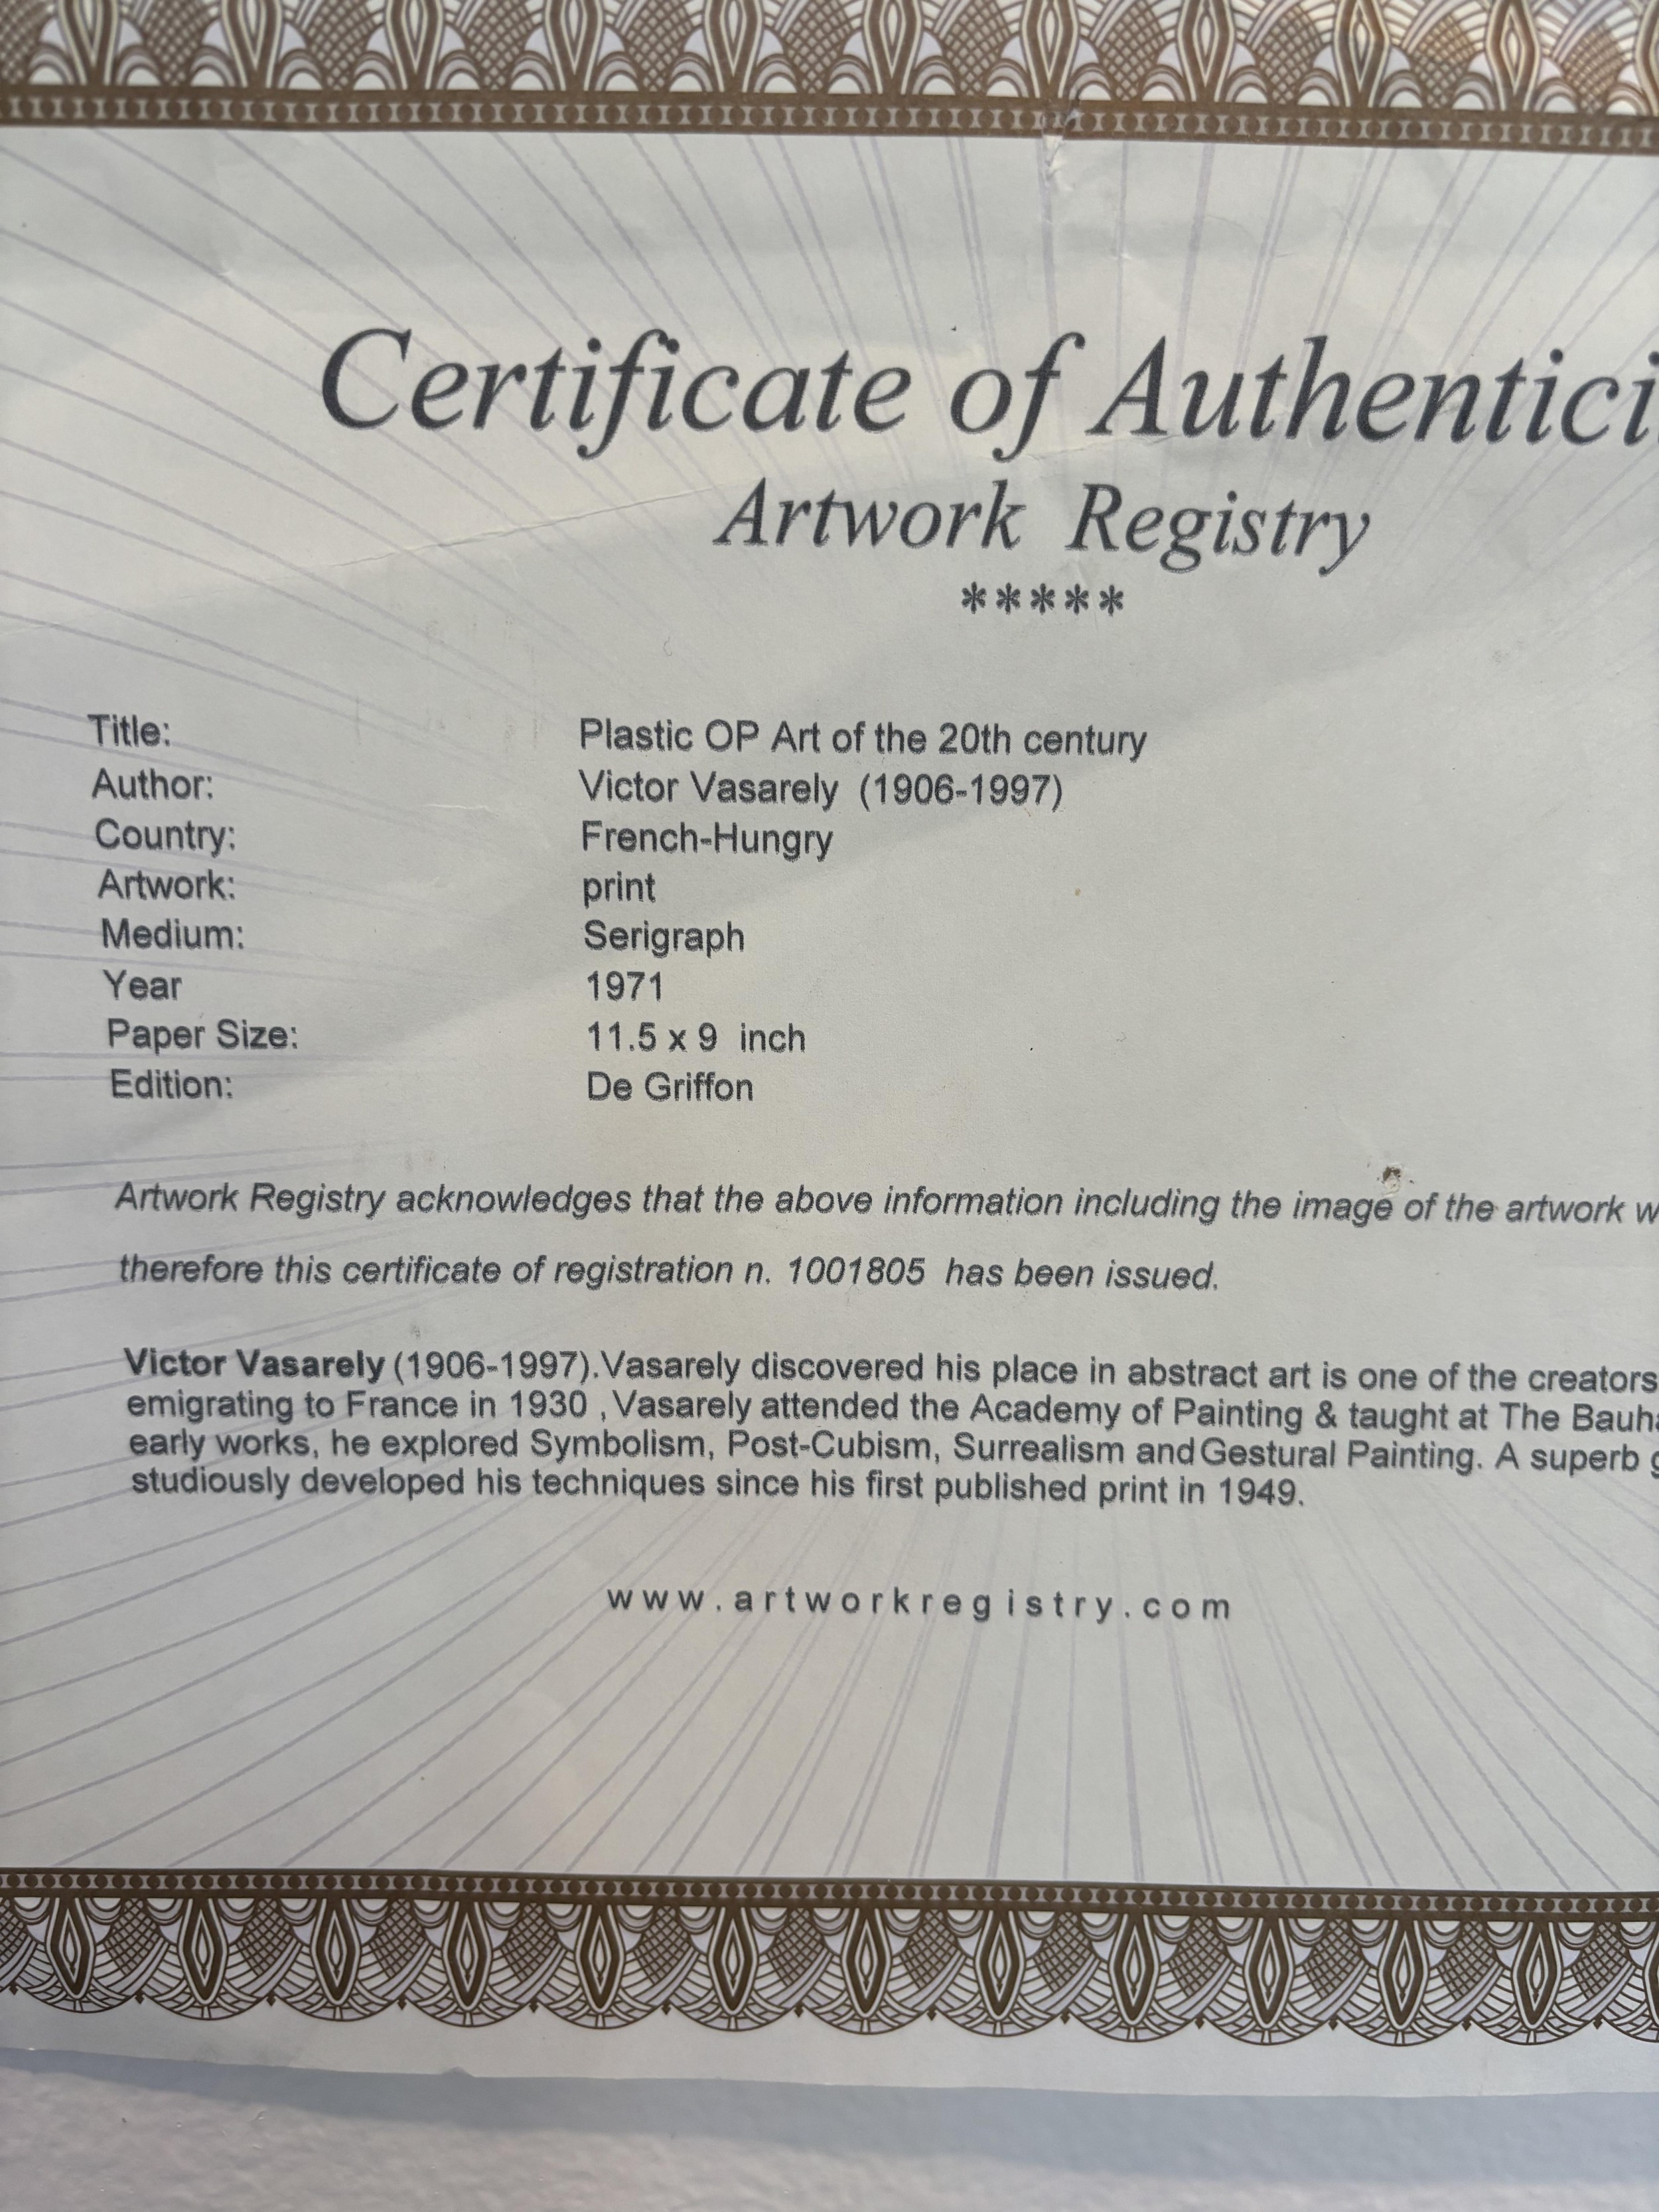 Certificate of Authentici
Artwork Registry
*****
Title: Plastic OP Art of the 20th century
Author: Victor Vasarely (1906-1997)
Country: French-Hungry
Artwork: print
Medium: Serigraph
Year 1971
Paper Size: 11.5 x 9 inch
Edition: De Griffon
Artwork Registry acknowledges that the above information including the image of the artwork w
therefore this certificate of registration n. 1001805 has been issued.
Victor Vasarely (1906-1997).Vasarely discovered his place in abstract art is one of the creators
emigrating to France in 1930 ,Vasarely attended the Academy of Painting & taught at The Bauha
early works, he explored Symbolism, Post-Cubism, Surrealism and Gestural Painting. A superb g
studiously developed his techniques since his first published print in 1949.
www.artworkregistry.com